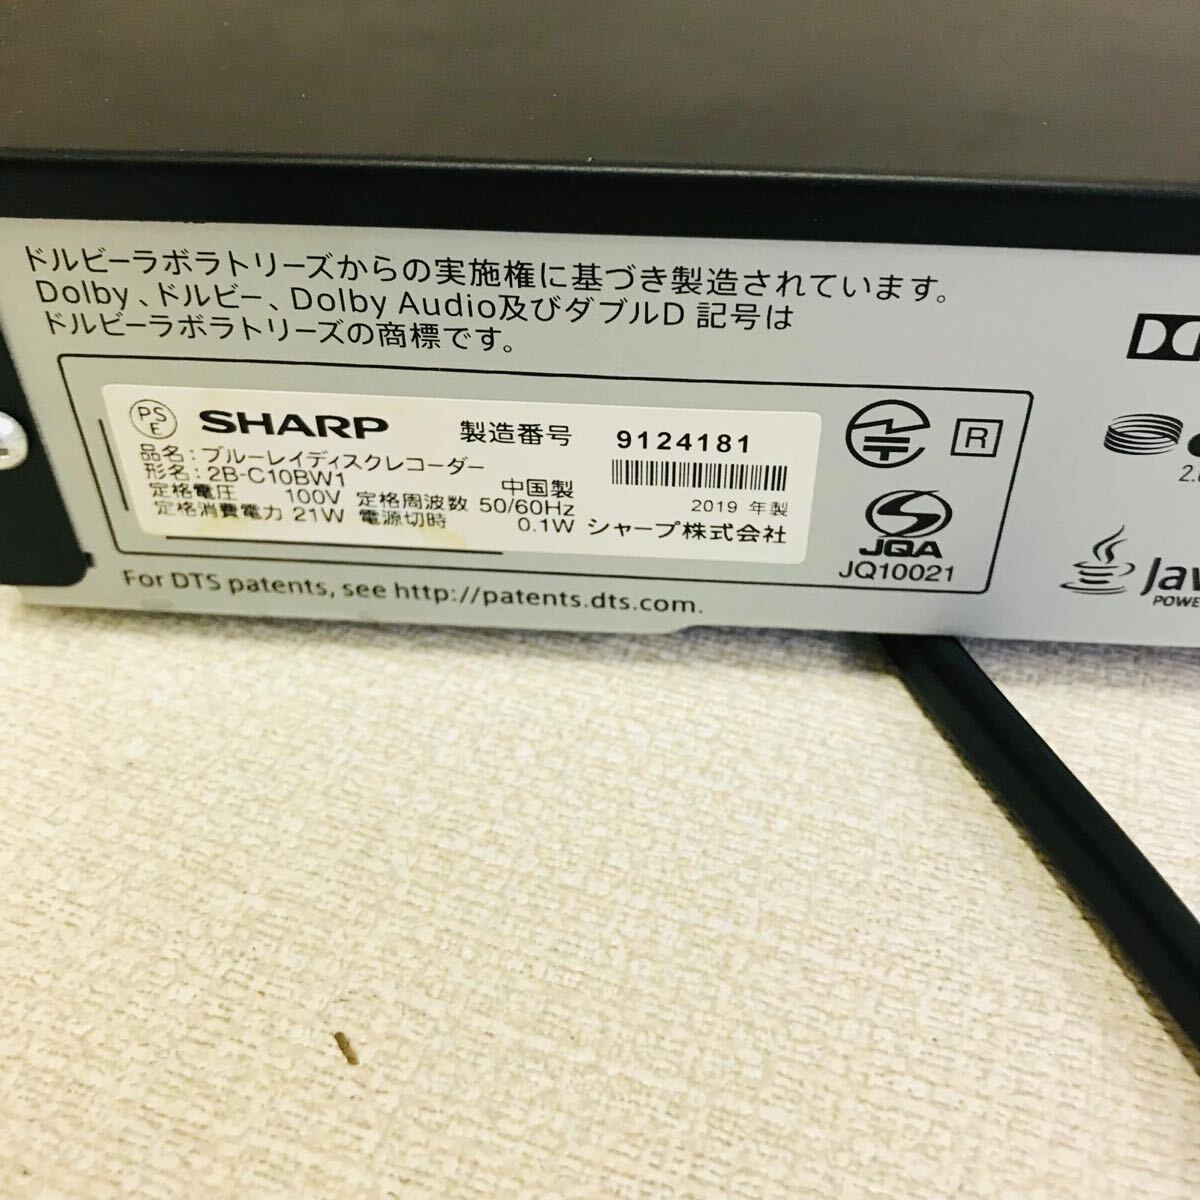 ドルビーラボラトリーズからの実施権に基づき製造されています。
Dolby、ドルビー、Dolby Audio及びダブルD 記号は
ドルビーラボラトリーズの商標です。
PS
E
SHARP 製造番号 9124181
品名:ブルーレイディスクレコーダー
形名:2B-C10BW1 中国製
定格電圧 100V 定格周波数 50/60Hz 2019 年製
定格消費電力 21W 電源切時 0.1W シャープ株式会社
R
JQA
JQ10021
For DTS patents, see http://patents.dts.com.